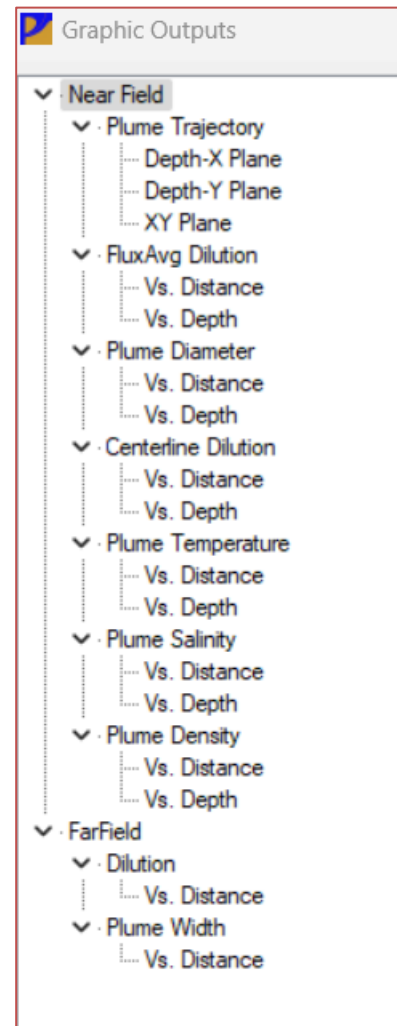 Graphic Outputs
Near Field
Plume Trajectory
Depth-X Plane
Depth-Y Plane
XY Plane
FluxAvg Dilution
Vs. Distance
Vs. Depth
Plume Diameter
Vs. Distance
Vs. Depth
Centerline Dilution
Vs. Distance
Vs. Depth
Plume Temperature
Vs. Distance
Vs. Depth
Plume Salinity
Vs. Distance
Vs. Depth
Plume Density
Vs. Distance
Vs. Depth
FarField
Dilution
Vs. Distance
Plume Width
Vs. Distance